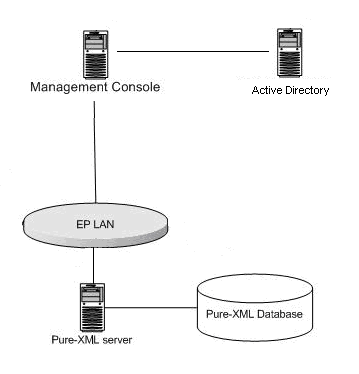 Management Console
Active Directory
EP LAN
Pure-XML server
Pure-XML Database